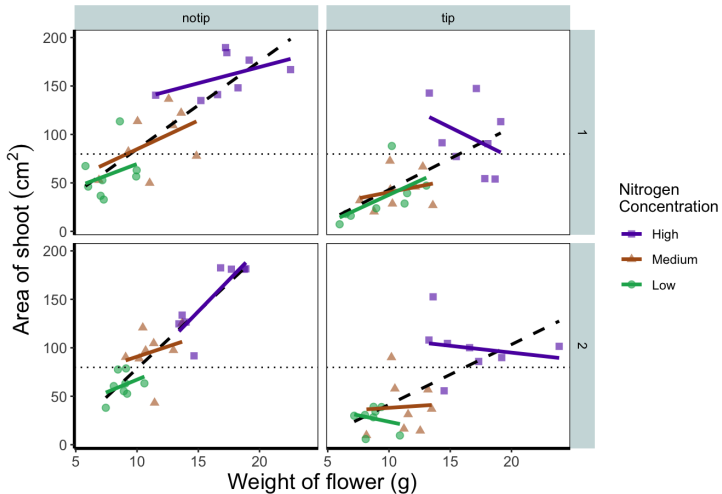 notip
tip
200
150
100
50
0
1
200
150
100
50
0
2
5
10
15
20
5
10
15
20
Area of shoot (cm²)
Weight of flower (g)
Nitrogen
Concentration
High
Medium
Low